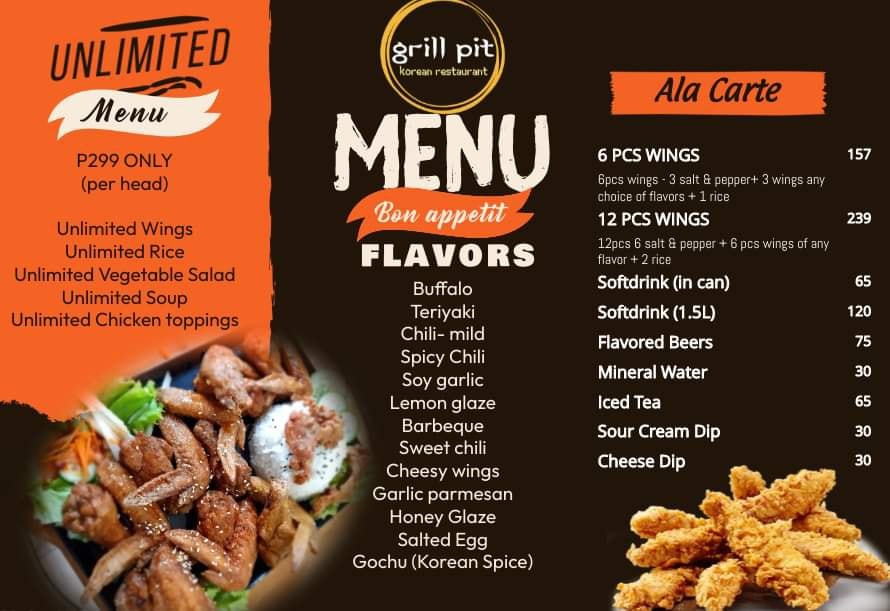 UNLIMITED
Menu
P299 ONLY
(per head)
Unlimited Wings
Unlimited Rice
Unlimited Vegetable Salad
Unlimited Soup
Unlimited Chicken toppings
grill pit
korean restaurant
MENU
Bon appetit
FLAVORS
Buffalo
Teriyaki
Chili- mild
Spicy Chili
Soy garlic
Lemon glaze
Barbeque
Sweet chili
Cheesy wings
Garlic parmesan
Honey Glaze
Salted Egg
Gochu (Korean Spice)
Ala Carte
6 PCS WINGS 157
6pcs wings - 3 salt & pepper+ 3 wings any
choice of flavors + 1 rice
12 PCS WINGS 239
12pcs 6 salt & pepper + 6 pcs wings of any
flavor + 2 rice
Softdrink (in can) 65
Softdrink (1.5L) 120
Flavored Beers 75
Mineral Water 30
Iced Tea 65
Sour Cream Dip 30
Cheese Dip 30